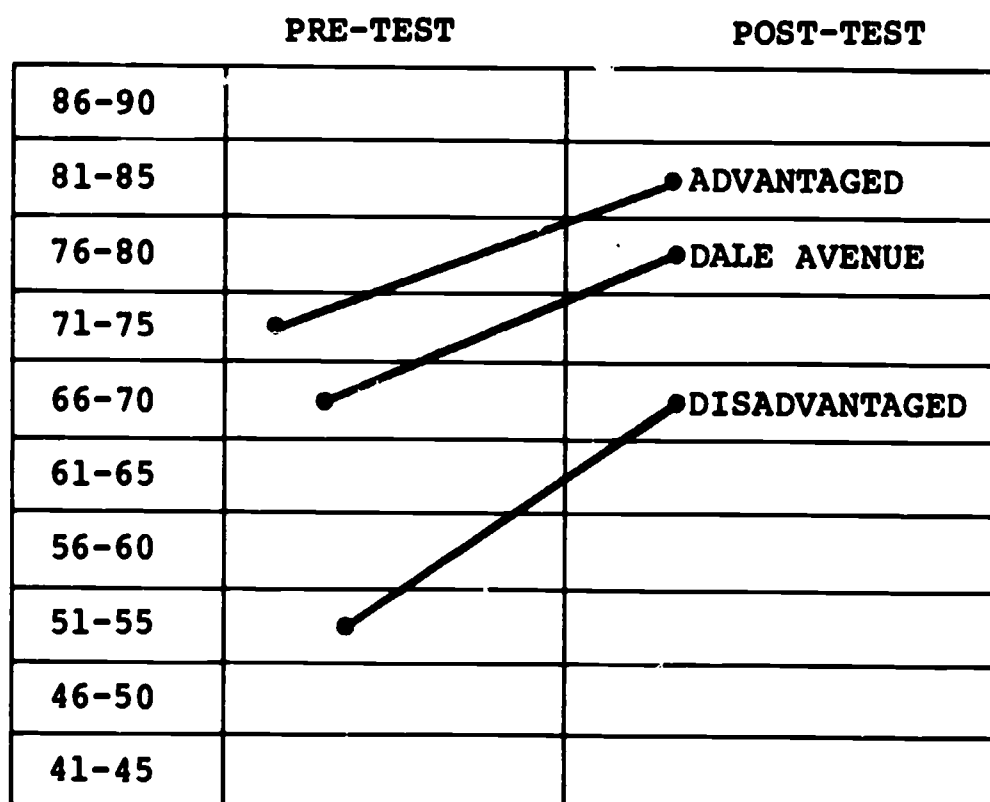 PRE-TEST POST-TEST
86-90
81-85 ADVANTAGED
76-80 DALE AVENUE
71-75
66-70 DISADVANTAGED
61-65
56-60
51-55
46-50
41-45